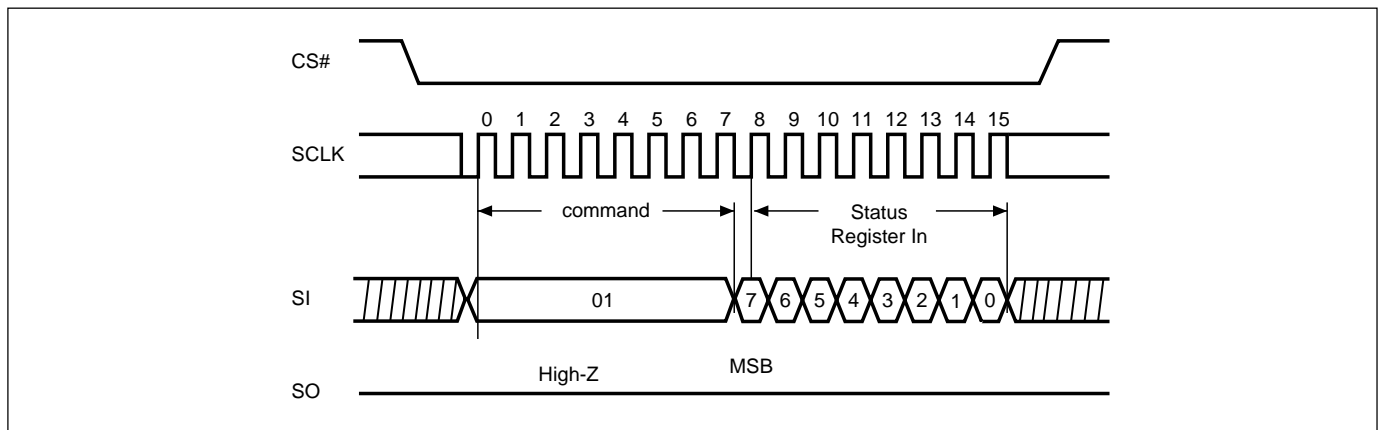 CS#
0 1 2 3 4 5 6 7 8 9 10 11 12 13 14 15
SCLK
command
Status
Register In
SI
01
7 6 5 4 3 2 1 0
MSB
High-Z
SO